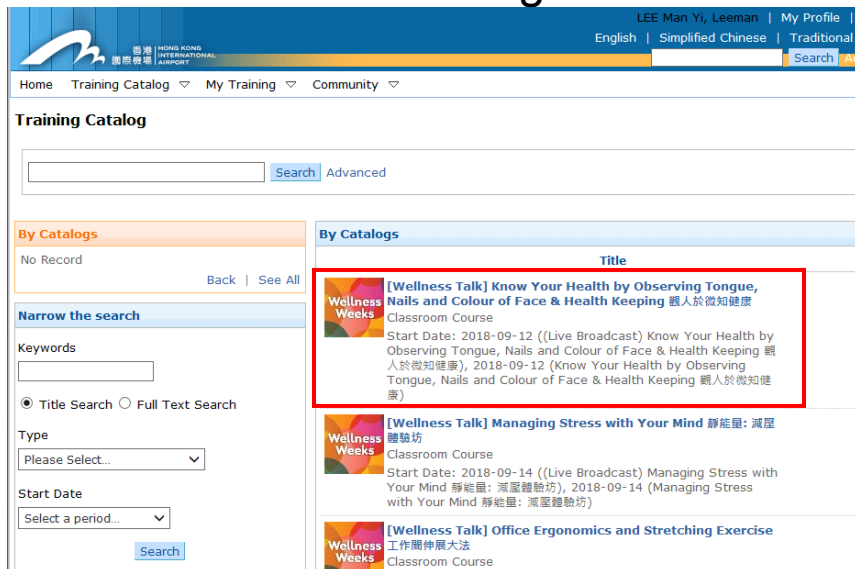 LEE Man Yi, Leeman | My Profile |
English | Simplified Chinese | Traditional
香港 國際機場 HONG KONG INTERNATIONAL AIRPORT
Search
Home Training Catalog ▽ My Training ▽ Community ▽
Training Catalog
Search Advanced
By Catalogs
No Record
Back | See All
Narrow the search
Keywords
Title Search Full Text Search
Type
Please Select...
Start Date
Select a period...
Search
By Catalogs
Title
Wellness Weeks
[Wellness Talk] Know Your Health by Observing Tongue,
Nails and Colour of Face & Health Keeping 觀人於微知健康
Classroom Course
Start Date: 2018-09-12 ((Live Broadcast) Know Your Health by
Observing Tongue, Nails and Colour of Face & Health Keeping 觀
人於微知健康), 2018-09-12 (Know Your Health by Observing
Tongue, Nails and Colour of Face & Health Keeping 觀人於微知健
康)
Wellness Weeks
[Wellness Talk] Managing Stress with Your Mind 靜能量: 減壓
體驗坊
Classroom Course
Start Date: 2018-09-14 ((Live Broadcast) Managing Stress with
Your Mind 靜能量: 減壓體驗坊), 2018-09-14 (Managing Stress
with Your Mind 靜能量: 減壓體驗坊)
Wellness Weeks
[Wellness Talk] Office Ergonomics and Stretching Exercise
工作間伸展大法
Classroom Course